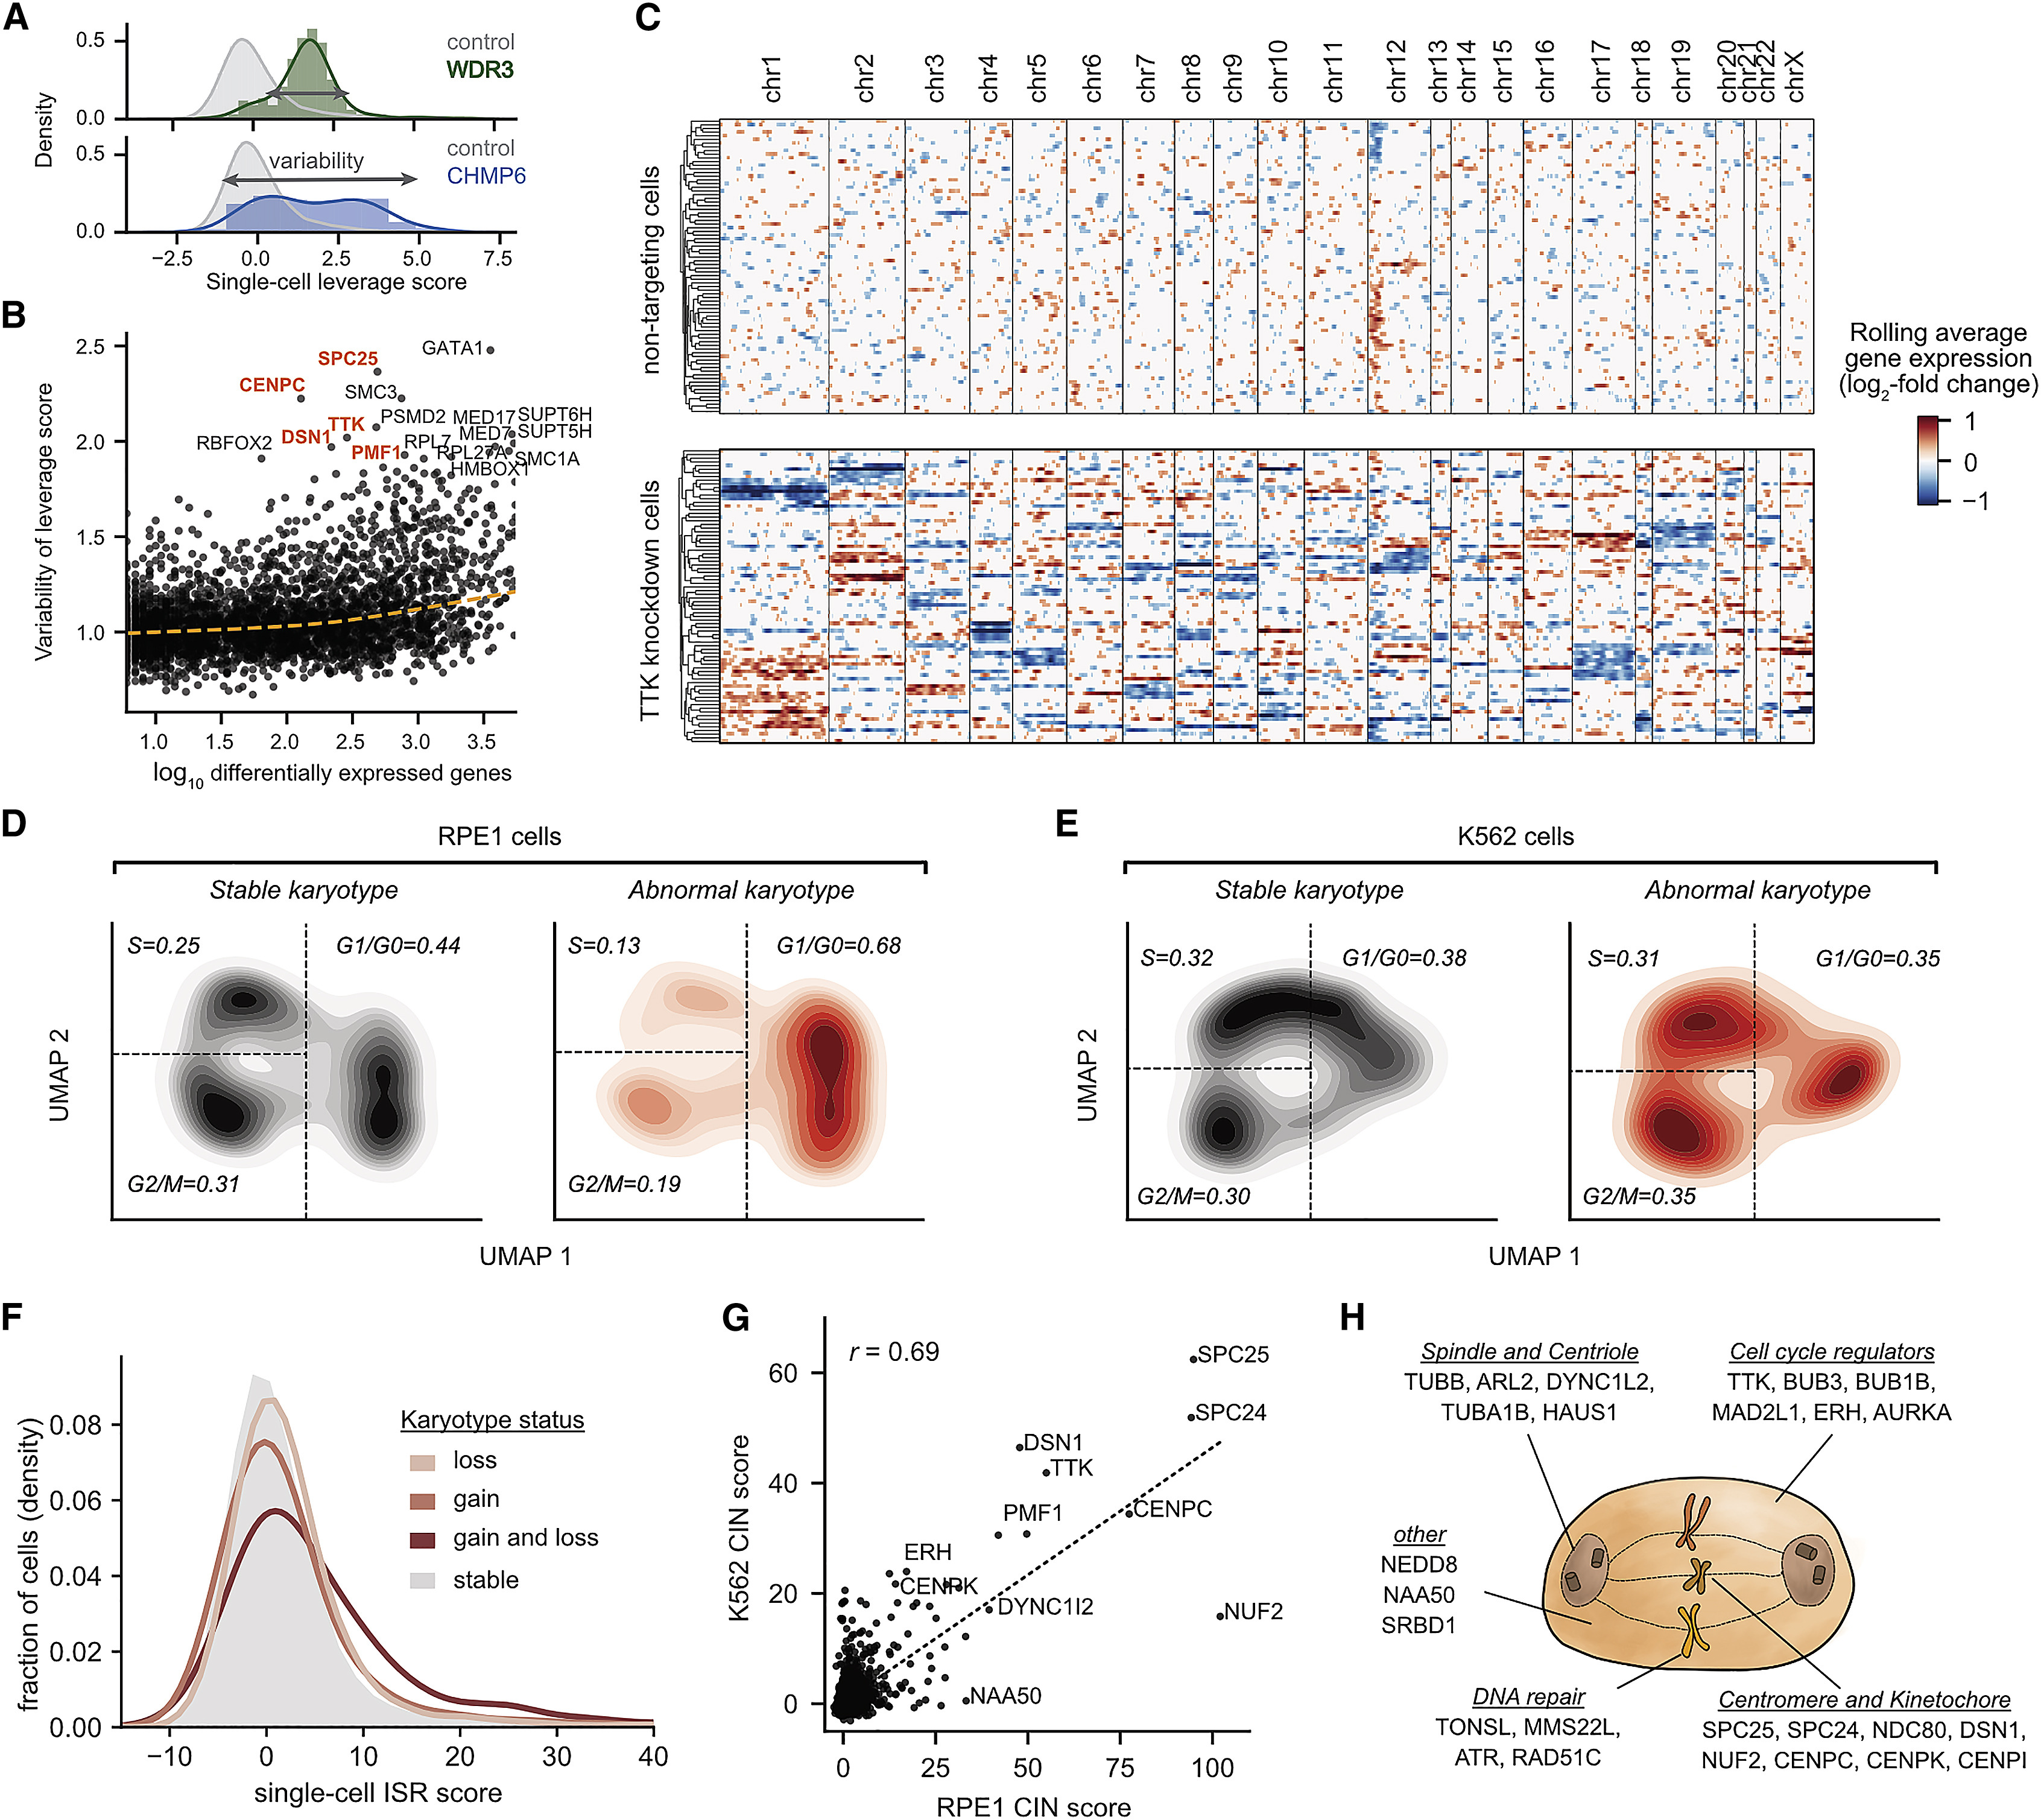 A
0.5
control
WDR3
0.0
Density
0.5
control
variability
CHMP6
0.0
−2.5
0.0
2.5
5.0
7.5
Single-cell leverage score
B
2.5
2.0
1.5
1.0
Variability of leverage score
GATA1
SPC25
CENPC
SMC3
PSMD2
MED17
SUPT6H
TTK
DSN1
MED7
SUPT5H
RBFOX2
RPL7
PMF1
RPL27A
SMC1A
HMBOX1
1.0
1.5
2.0
2.5
3.0
3.5
log10 differentially expressed genes
C
chr1
chr2
chr3
chr4
chr5
chr6
chr7
chr8
chr9
chr10
chr11
chr12
chr13
chr14
chr15
chr16
chr17
chr18
chr19
chr20
chr21
chr22
chrX
non-targeting cells
TTK knockdown cells
Rolling average
gene expression
(log2-fold change)
1
0
−1
D
RPE1 cells
Stable karyotype
Abnormal karyotype
S=0.25
G1/G0=0.44
S=0.13
G1/G0=0.68
UMAP 2
G2/M=0.31
G2/M=0.19
UMAP 1
E
K562 cells
Stable karyotype
Abnormal karyotype
S=0.32
G1/G0=0.38
S=0.31
G1/G0=0.35
UMAP 2
G2/M=0.30
G2/M=0.35
UMAP 1
F
0.08
0.06
0.04
0.02
0.00
fraction of cells (density)
Karyotype status
loss
gain
gain and loss
stable
−10
0
10
20
30
40
single-cell ISR score
G
r = 0.69
60
40
20
0
K562 CIN score
SPC25
SPC24
DSN1
TTK
PMF1
CENPC
ERH
CENPK
DYNC1I2
NUF2
NAA50
0
25
50
75
100
RPE1 CIN score
H
Spindle and Centriole
TUBB, ARL2, DYNC1L2,
TUBA1B, HAUS1
Cell cycle regulators
TTK, BUB3, BUB1B,
MAD2L1, ERH, AURKA
other
NEDD8
NAA50
SRBD1
DNA repair
TONSL, MMS22L,
ATR, RAD51C
Centromere and Kinetochore
SPC25, SPC24, NDC80, DSN1,
NUF2, CENPC, CENPK, CENPI